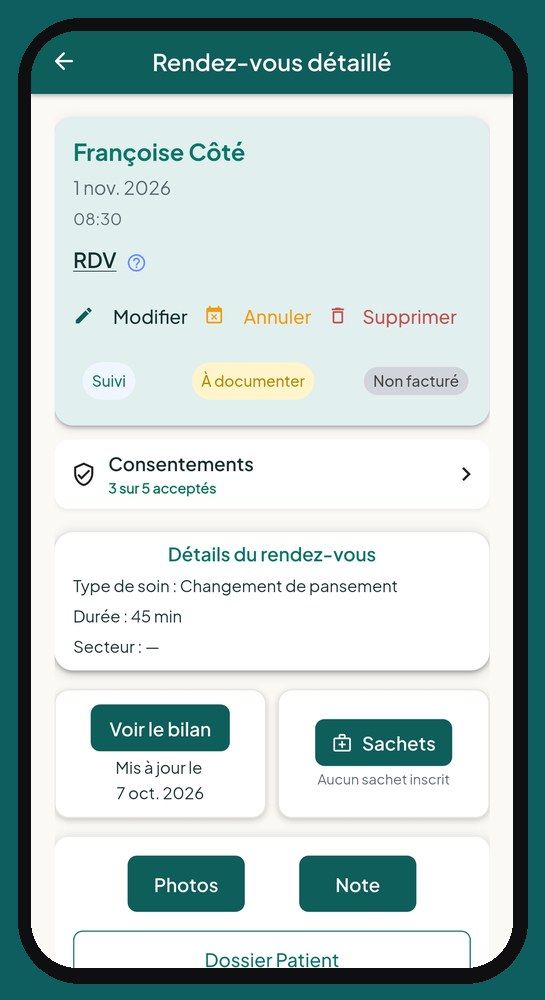 Rendez-vous détaillé
Françoise Côté
1 nov. 2026
08:30
RDV
Modifier Annuler Supprimer
Suivi À documenter Non facturé
Consentements
3 sur 5 acceptés
Détails du rendez-vous
Type de soin : Changement de pansement
Durée : 45 min
Secteur : —
Voir le bilan
Mis à jour le
7 oct. 2026
Sachets
Aucun sachet inscrit
Photos Note
Dossier Patient